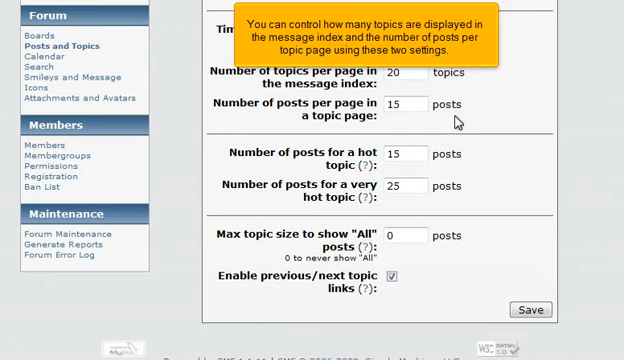 Forum
Boards
Posts and Topics
Calendar
Search
Smileys and Message
Icons
Attachments and Avatars
Members
Members
Membergroups
Permissions
Registration
Ban List
Maintenance
Forum Maintenance
Generate Reports
Forum Error Log
You can control how many topics are displayed in
the message index and the number of posts per
topic page using these two settings.
Number of topics per page in
the message index:
20 topics
Number of posts per page in
a topic page:
15 posts
Number of posts for a hot
topic (?):
15 posts
Number of posts for a very
hot topic (?):
25 posts
Max topic size to show "All"
posts (?):
0 to never show "All"
0 posts
Enable previous/next topic
links (?):
Save
MySQL
W3C XHTML
1.0